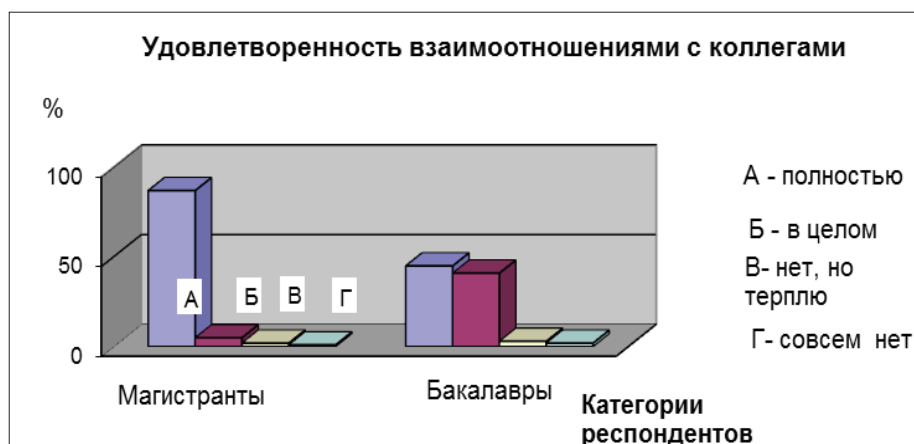 Удовлетворенность взаимоотношениями с коллегами
%
100
50
0
А
Б
В
Г
Магистранты
Бакалавры
Категории
респондентов
А - полностью
Б - в целом
В- нет, но
терплю
Г- совсем нет